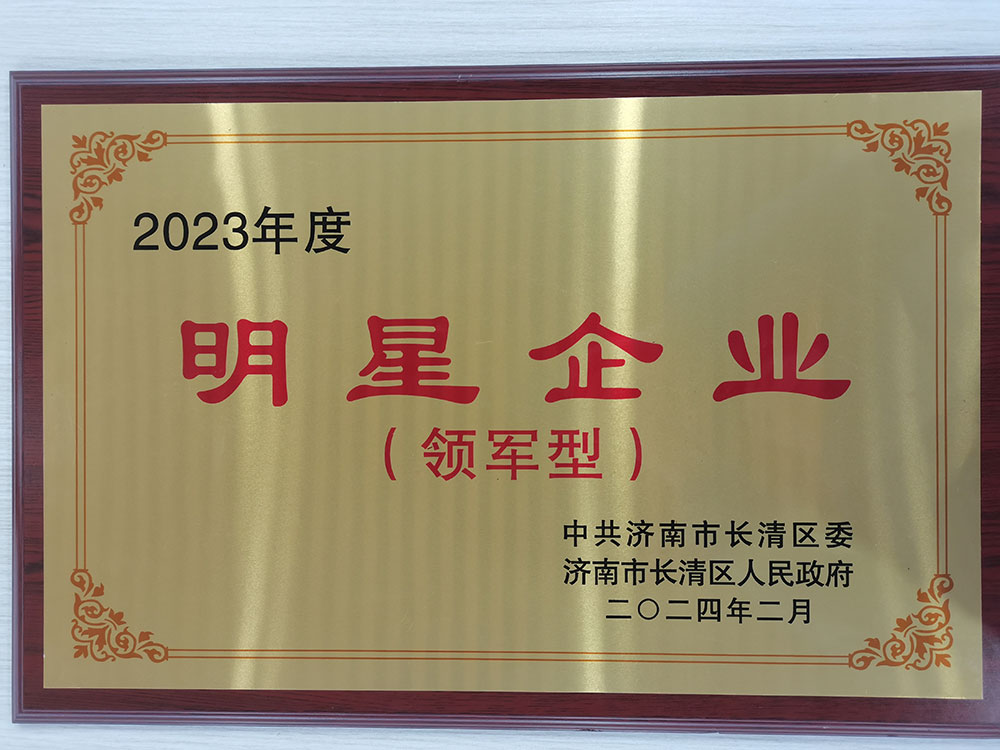 2023年度
明星企业
（领军型）
中共济南市长清区委
济南市长清区人民政府
二〇二四年二月